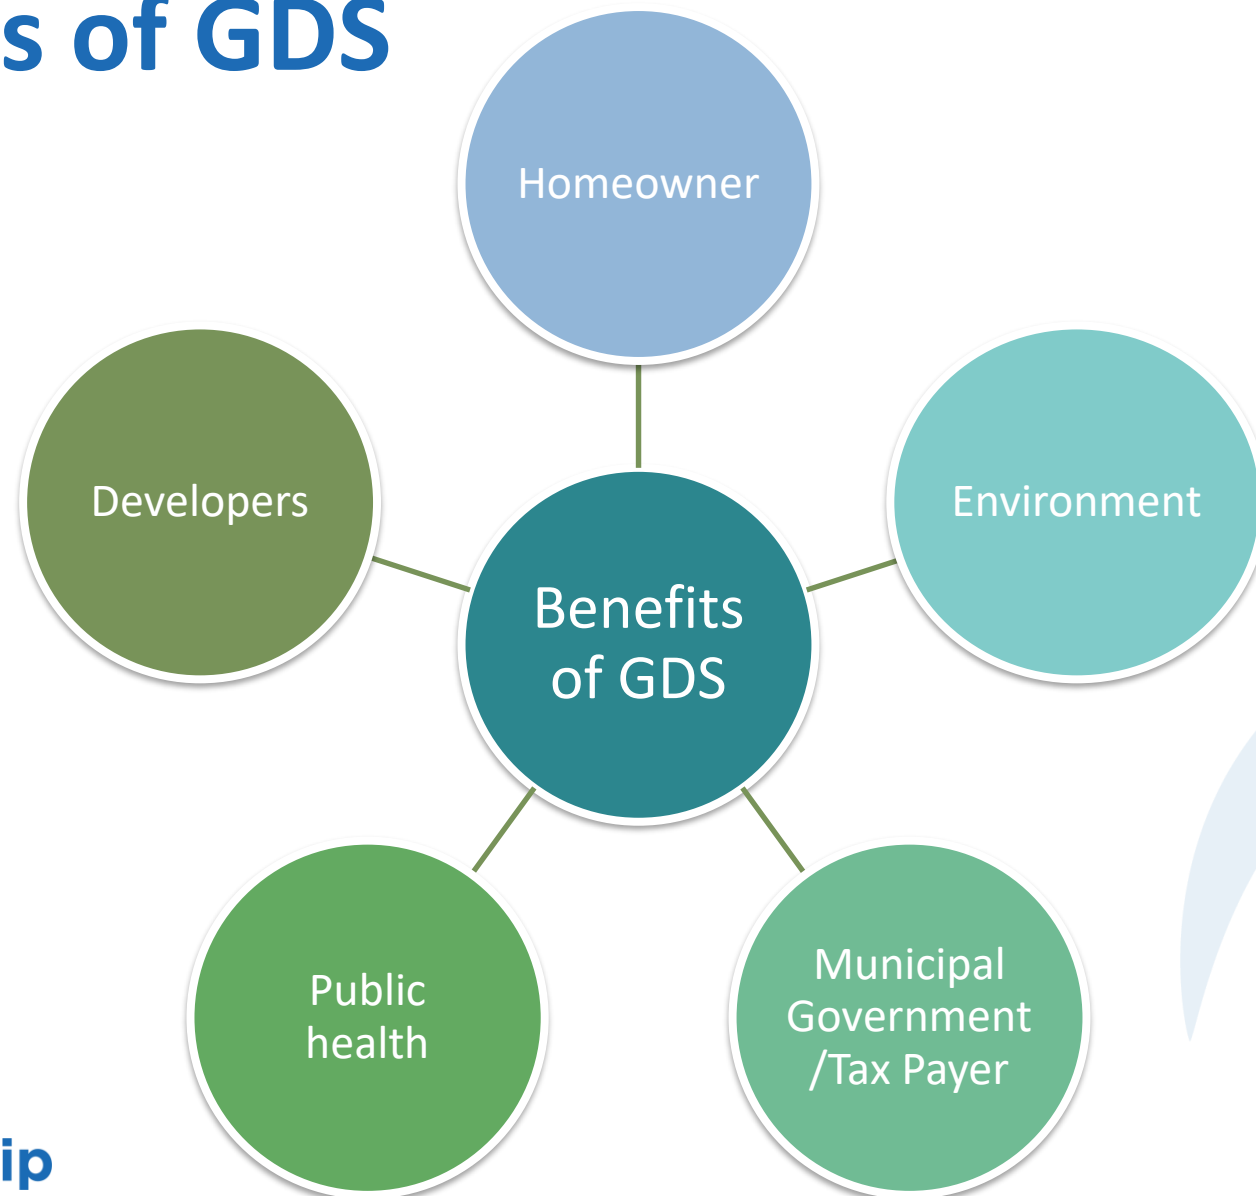 s of GDS
Homeowner
Developers
Environment
Benefits
of GDS
Public
health
Municipal
Government
/Tax Payer
ip